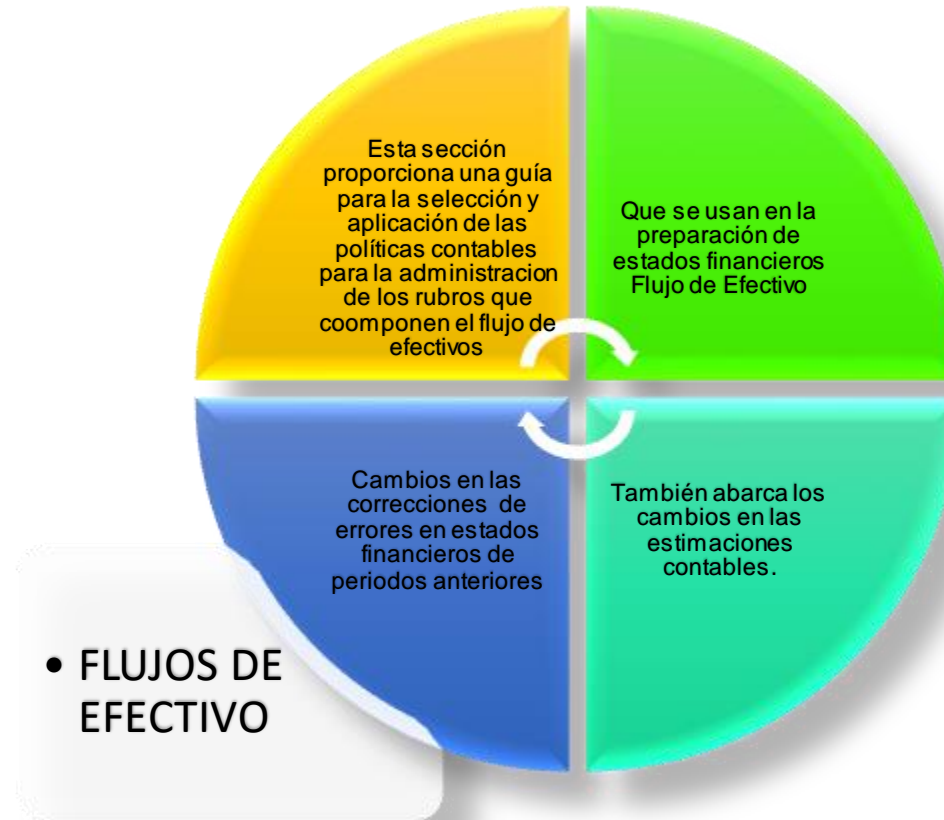 Esta sección
proporciona una guía
para la selección y
aplicación de las
políticas contables
para la administracion
de los rubros que
coomponen el flujo de
efectivos
Que se usan en la
preparación de
estados financieros
Flujo de Efectivo
También abarca los
cambios en las
estimaciones
contables.
Cambios en las
correcciones de
errores en estados
financieros de
periodos anteriores
• FLUJOS DE
EFECTIVO